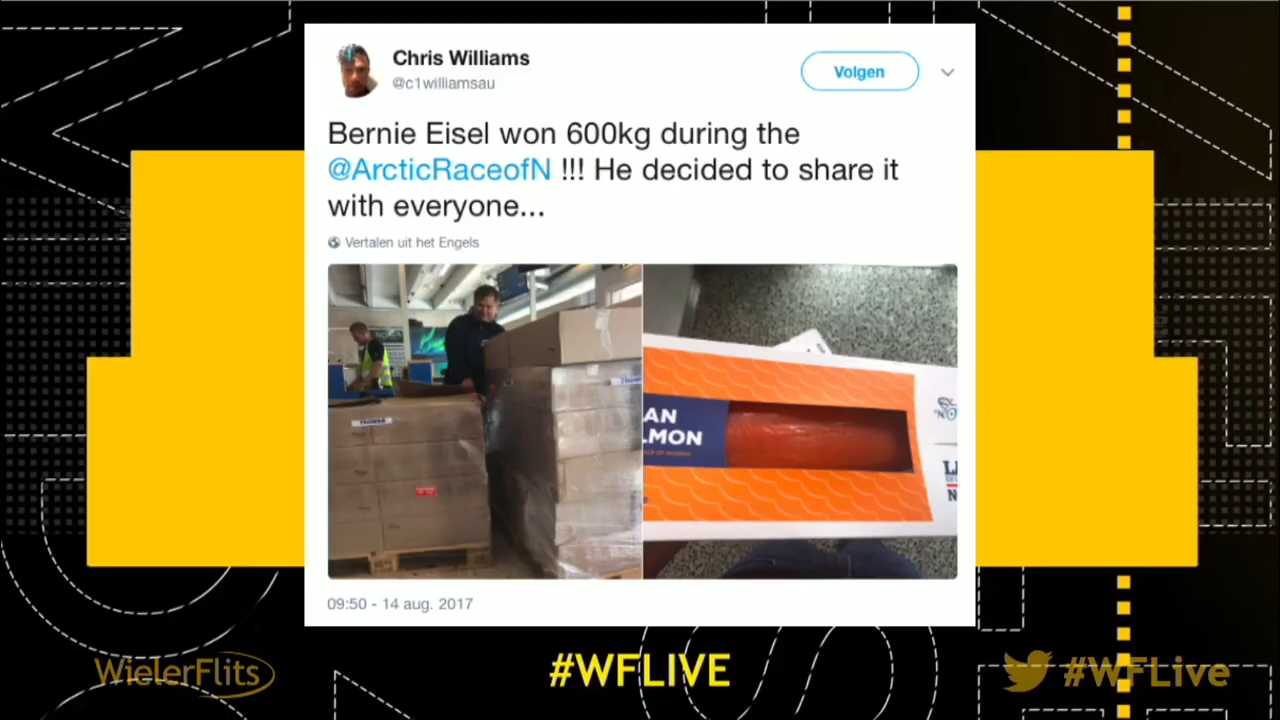 Chris Williams
@c1williamsau
Volgen
Bernie Eisel won 600kg during the
@ArcticRaceofN !!! He decided to share it
with everyone...
Vertalen uit het Engels
AN
LMON
09:50 - 14 aug. 2017
WielerFlits
#WFLIVE
#WFLive